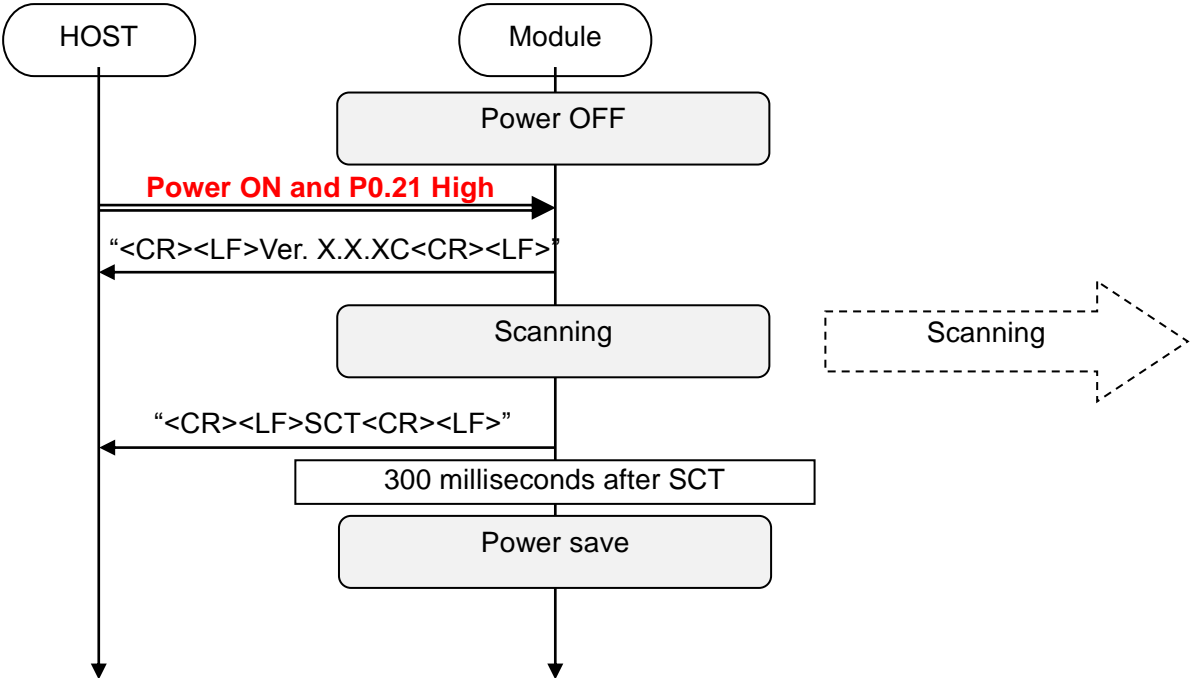 HOST
Module
Power OFF
Power ON and P0.21 High
“<CR><LF>Ver. X.X.XC<CR><LF>”
Scanning
Scanning
“<CR><LF>SCT<CR><LF>”
300 milliseconds after SCT
Power save